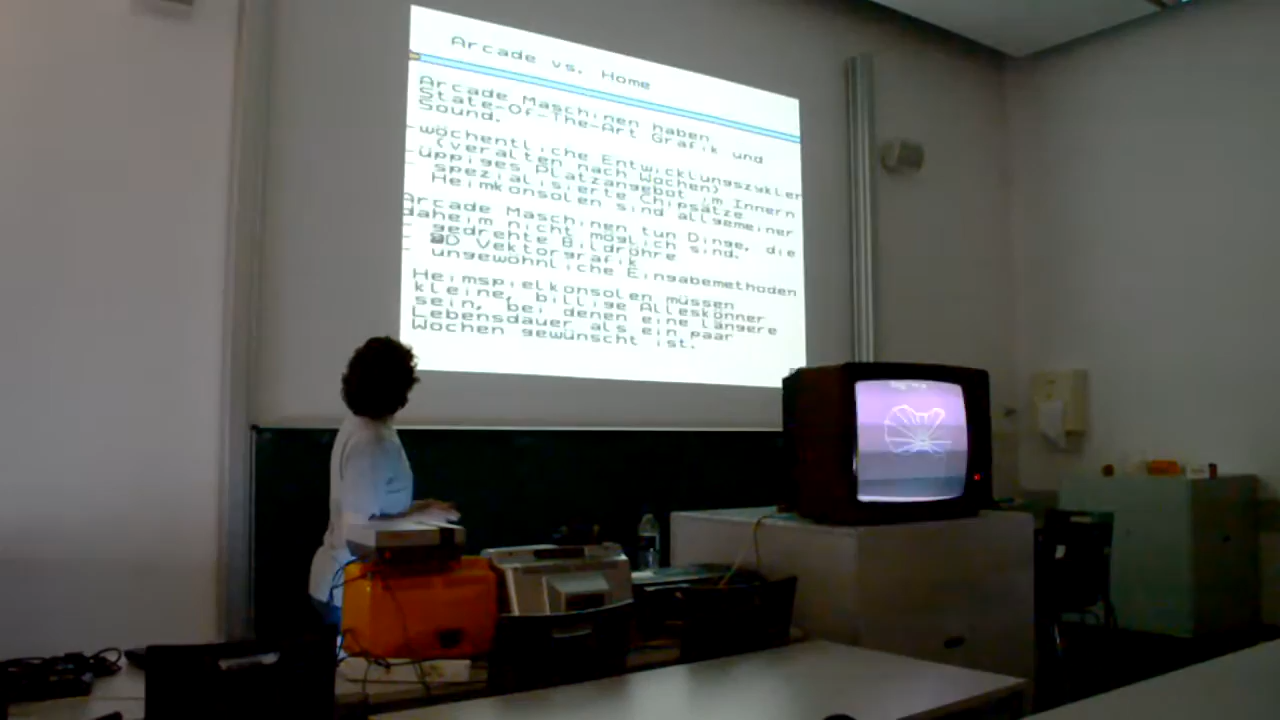 Arcade vs. Home
Arcade Maschinen haben
State-Of-The-Art Grafik und
Sound.
-wöchentliche Entwicklungszyklen
(veralten nach Wochen)
-üppiges Platzangebot im Innern
spezialisierte Chipsätze
Heimkonsolen sind allgemeiner
Arcade Maschinen tun Dinge, die
daheim nicht möglich sind.
- gedrehte Bildröhre
- 3D Vektorgrafik
- ungewöhnliche Eingabemethoden
Heimspielkonsolen müssen
kleine, billige Alleskönner
sein, bei denen eine längere
Lebensdauer als ein paar
Wochen gewünscht ist.